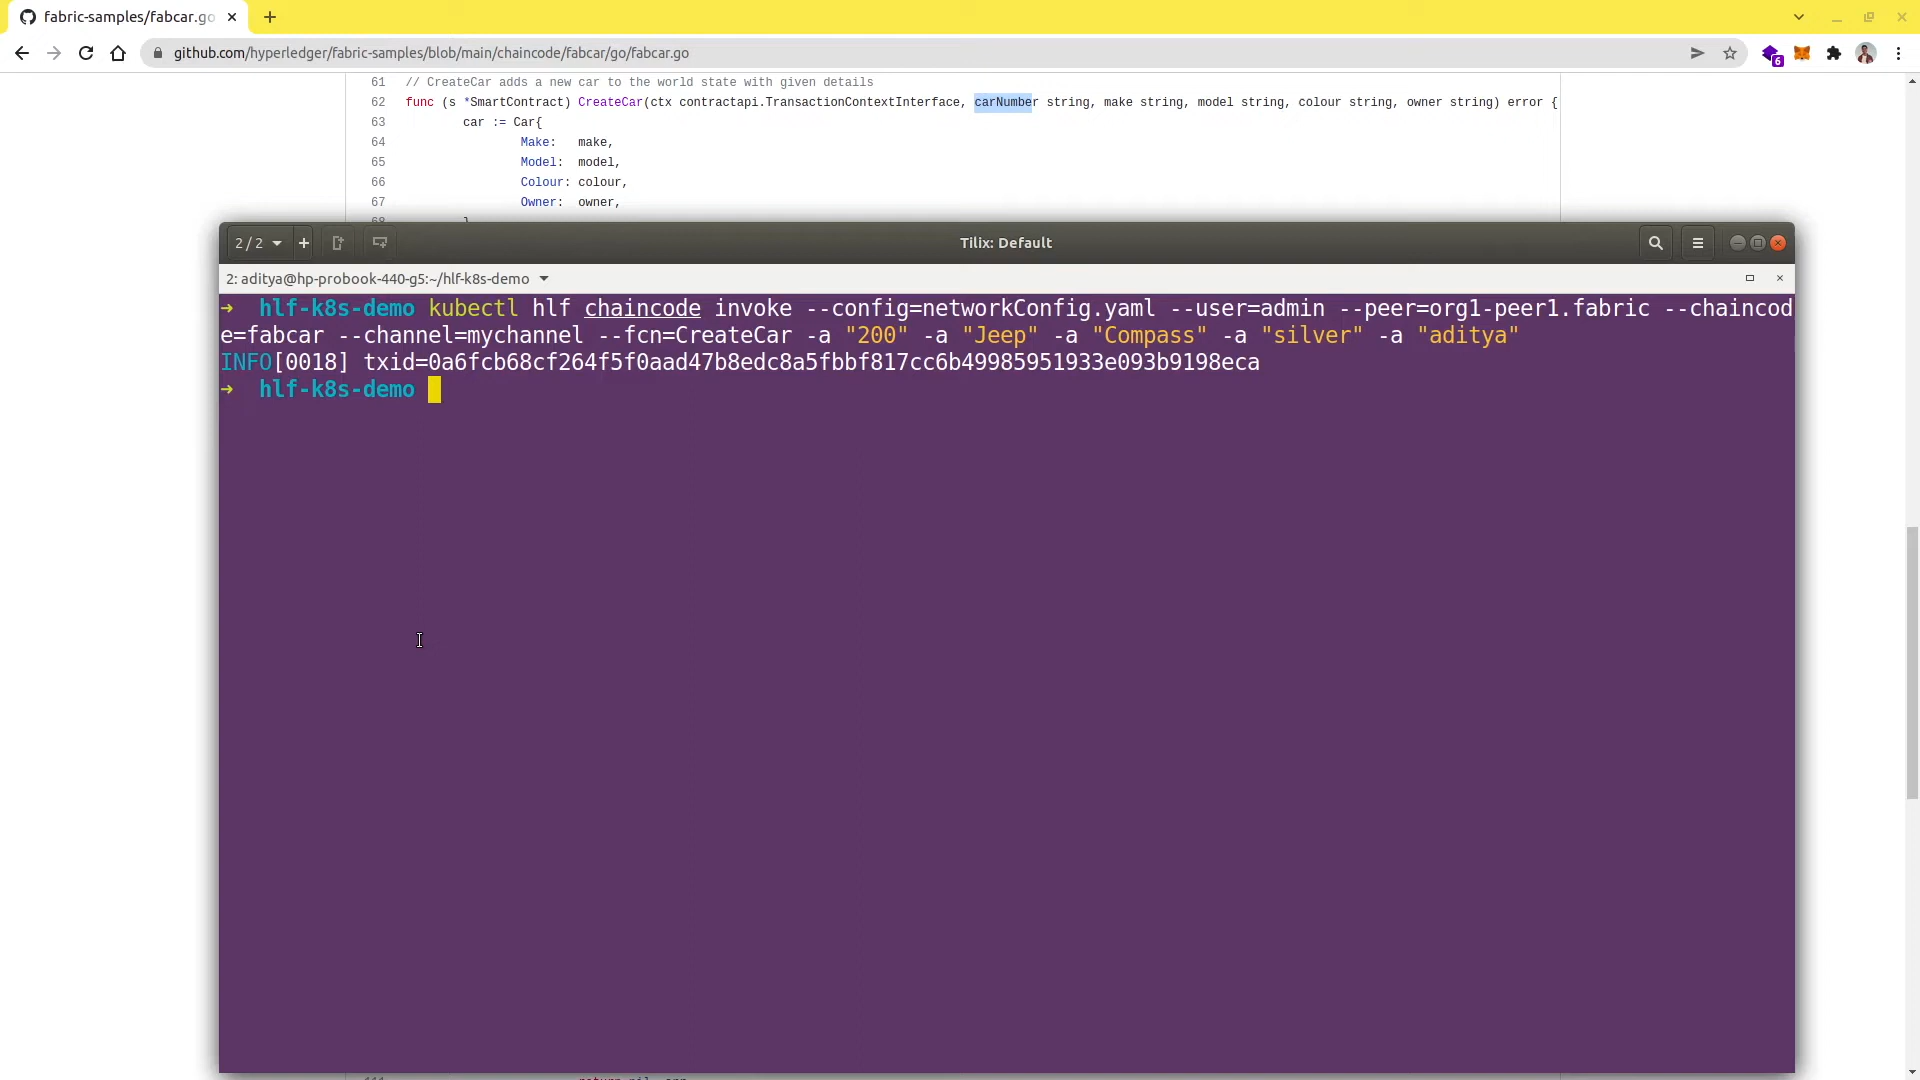 fabric-samples/fabcar.go
github.com/hyperledger/fabric-samples/blob/main/chaincode/fabcar/go/fabcar.go
6
61 // CreateCar adds a new car to the world state with given details
62 func (s *SmartContract) CreateCar(ctx contractapi.TransactionContextInterface, carNumber string, make string, model string, colour string, owner string) error {
63 car := Car{
64 Make: make,
65 Model: model,
66 Colour: colour,
67 Owner: owner,
68 }
2 / 2
Tilix: Default
2: aditya@hp-probook-440-g5:~/hlf-k8s-demo
➜ hlf-k8s-demo kubectl hlf chaincode invoke --config=networkConfig.yaml --user=admin --peer=org1-peer1.fabric --chaincod
e=fabcar --channel=mychannel --fcn=CreateCar -a "200" -a "Jeep" -a "Compass" -a "silver" -a "aditya"
INFO[0018] txid=0a6fcb68cf264f5f0aad47b8edc8a5fbbf817cc6b49985951933e093b9198eca
➜ hlf-k8s-demo